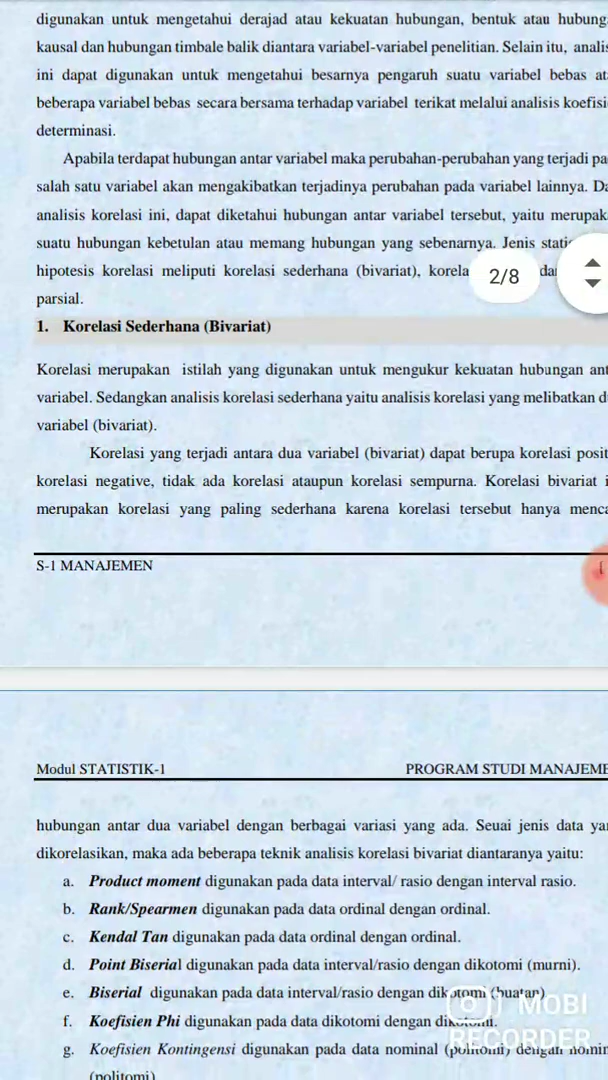 digunakan untuk mengetahui derajad atau kekuatan hubungan, bentuk atau hubung
kausal dan hubungan timbale balik diantara variabel-variabel penelitian. Selain itu, analis
ini dapat digunakan untuk mengetahui besarnya pengaruh suatu variabel bebas at
beberapa variabel bebas secara bersama terhadap variabel terikat melalui analisis koefisi
determinasi.
Apabila terdapat hubungan antar variabel maka perubahan-perubahan yang terjadi pa
salah satu variabel akan mengakibatkan terjadinya perubahan pada variabel lainnya. Da
analisis korelasi ini, dapat diketahui hubungan antar variabel tersebut, yaitu merupak
suatu hubungan kebetulan atau memang hubungan yang sebenarnya. Jenis stati
hipotesis korelasi meliputi korelasi sederhana (bivariat), korela 2/8 da
parsial.
1. Korelasi Sederhana (Bivariat)
Korelasi merupakan istilah yang digunakan untuk mengukur kekuatan hubungan ant
variabel. Sedangkan analisis korelasi sederhana yaitu analisis korelasi yang melibatkan d
variabel (bivariat).
Korelasi yang terjadi antara dua variabel (bivariat) dapat berupa korelasi posit
korelasi negative, tidak ada korelasi ataupun korelasi sempurna. Korelasi bivariat i
merupakan korelasi yang paling sederhana karena korelasi tersebut hanya menca
S-1 MANAJEMEN
Modul STATISTIK-1 PROGRAM STUDI MANAJEME
hubungan antar dua variabel dengan berbagai variasi yang ada. Seuai jenis data ya
dikorelasikan, maka ada beberapa teknik analisis korelasi bivariat diantaranya yaitu:
a. Product moment digunakan pada data interval/ rasio dengan interval rasio.
b. Rank/Spearmen digunakan pada data ordinal dengan ordinal.
c. Kendal Tan digunakan pada data ordinal dengan ordinal.
d. Point Biserial digunakan pada data interval/rasio dengan dikotomi (murni).
e. Biserial digunakan pada data interval/rasio dengan dikotomi (buatan)
f. Koefisien Phi digunakan pada data dikotomi dengan dikotomi.
g. Koefisien Kontingensi digunakan pada data nominal (politomi) dengan nomin
(politomi)
MOBI
RECORDER